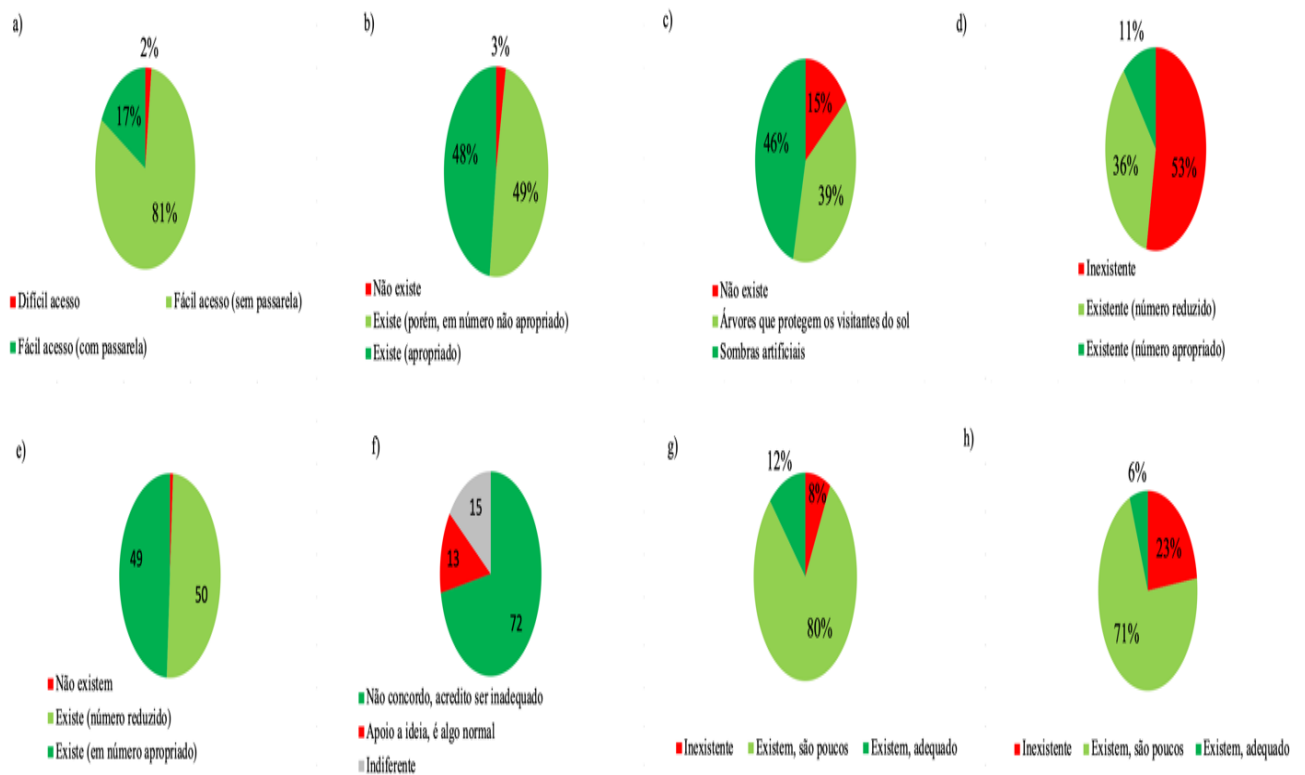 a)
2%
17%
81%
Difícil acesso
Fácil acesso (sem passarela)
Fácil acesso (com passarela)
b)
3%
48%
49%
Não existe
Existe (porém, em número não apropriado)
Existe (apropriado)
c)
15%
46%
39%
Não existe
Árvores que protegem os visitantes do sol
Sombras artificiais
d)
11%
36%
53%
Inexistente
Existente (número reduzido)
Existente (número apropriado)
e)
49
50
Não existem
Existe (número reduzido)
Existe (em número apropriado)
f)
15
13
72
Não concordo, acredito ser inadequado
Apoio a ideia, é algo normal
Indiferente
g)
12%
8%
80%
Inexistente
Existem, são poucos
Existem, adequado
h)
6%
23%
71%
Inexistente
Existem, são poucos
Existem, adequado